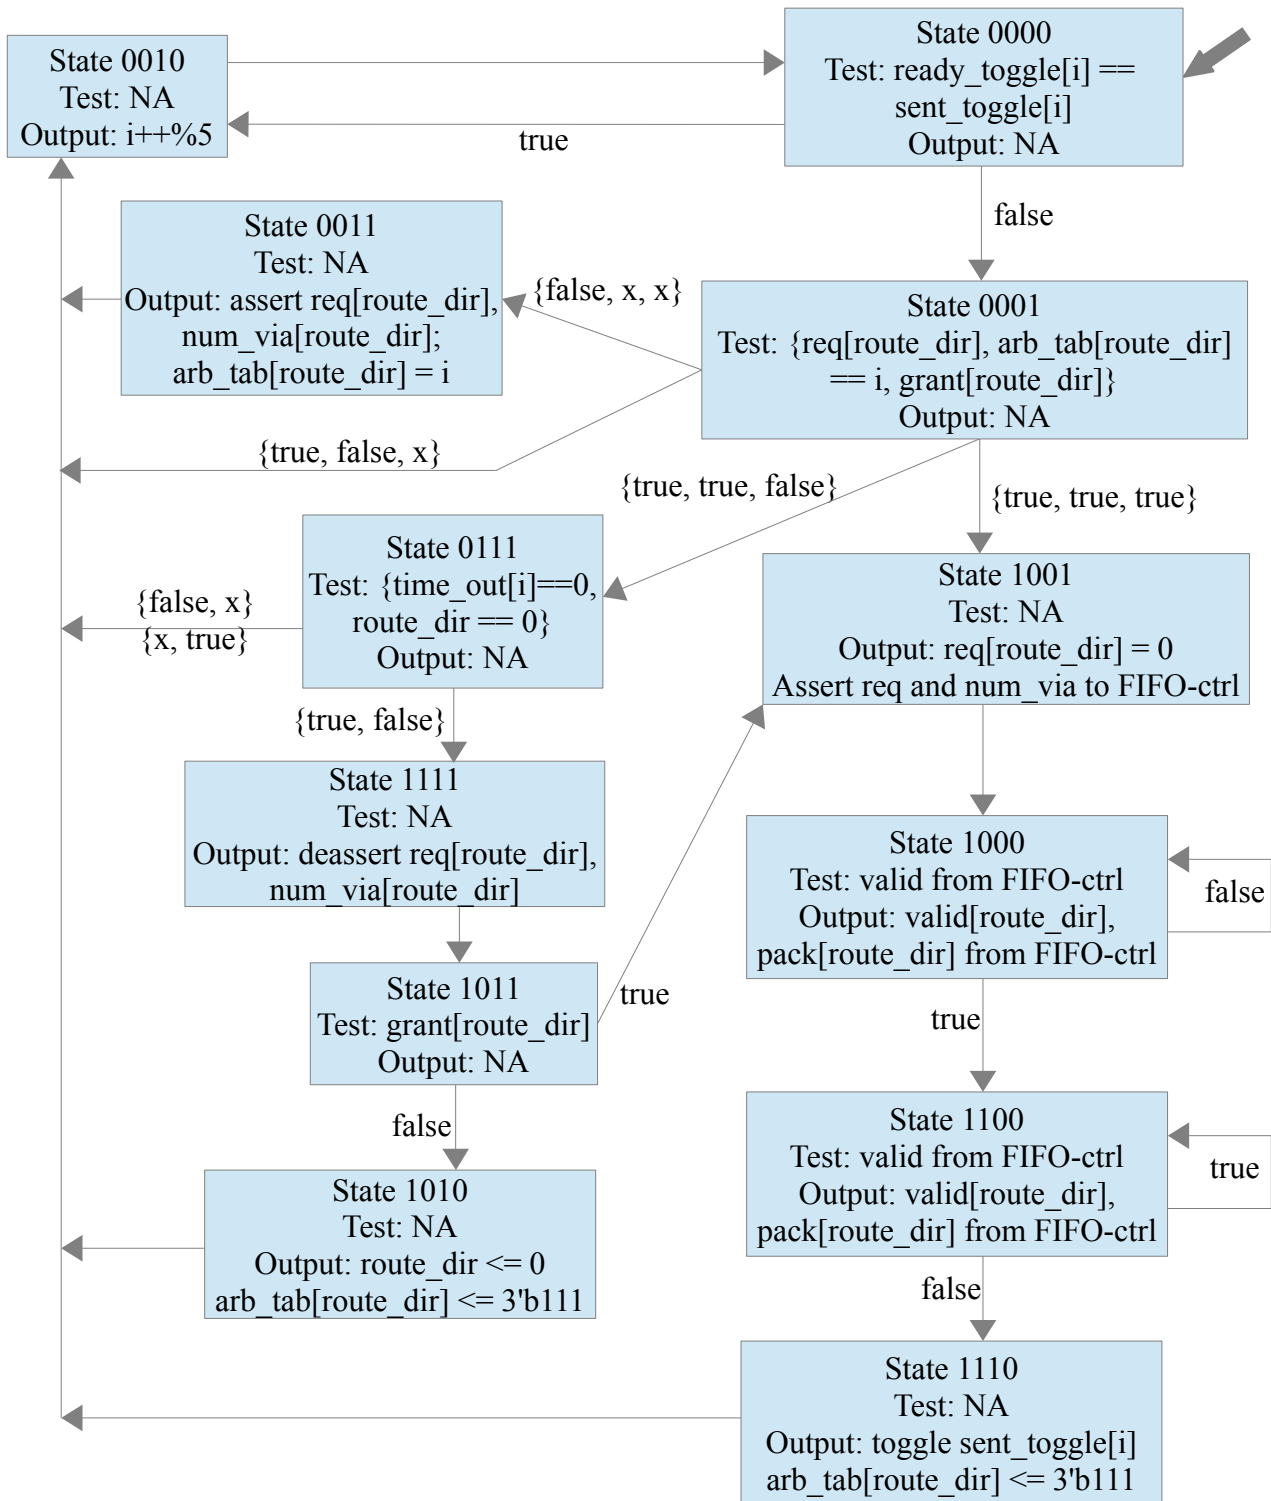 State 0010
Test: NA
Output: i++%5
State 0000
Test: ready_toggle[i] ==
sent_toggle[i]
Output: NA
true
false
State 0011
Test: NA
Output: assert req[route_dir],
num_via[route_dir];
arb_tab[route_dir] = i
{false, x, x}
State 0001
Test: {req[route_dir], arb_tab[route_dir]
== i, grant[route_dir]}
Output: NA
{true, false, x}
{true, true, false}
{true, true, true}
State 0111
Test: {time_out[i]==0,
route_dir == 0}
Output: NA
{false, x}
{x, true}
State 1001
Test: NA
Output: req[route_dir] = 0
Assert req and num_via to FIFO-ctrl
{true, false}
State 1111
Test: NA
Output: deassert req[route_dir],
num_via[route_dir]
State 1000
Test: valid from FIFO-ctrl
Output: valid[route_dir],
pack[route_dir] from FIFO-ctrl
false
State 1011
Test: grant[route_dir]
Output: NA
true
true
false
State 1100
Test: valid from FIFO-ctrl
Output: valid[route_dir],
pack[route_dir] from FIFO-ctrl
true
State 1010
Test: NA
Output: route_dir <= 0
arb_tab[route_dir] <= 3'b111
false
State 1110
Test: NA
Output: toggle sent_toggle[i]
arb_tab[route_dir] <= 3'b111